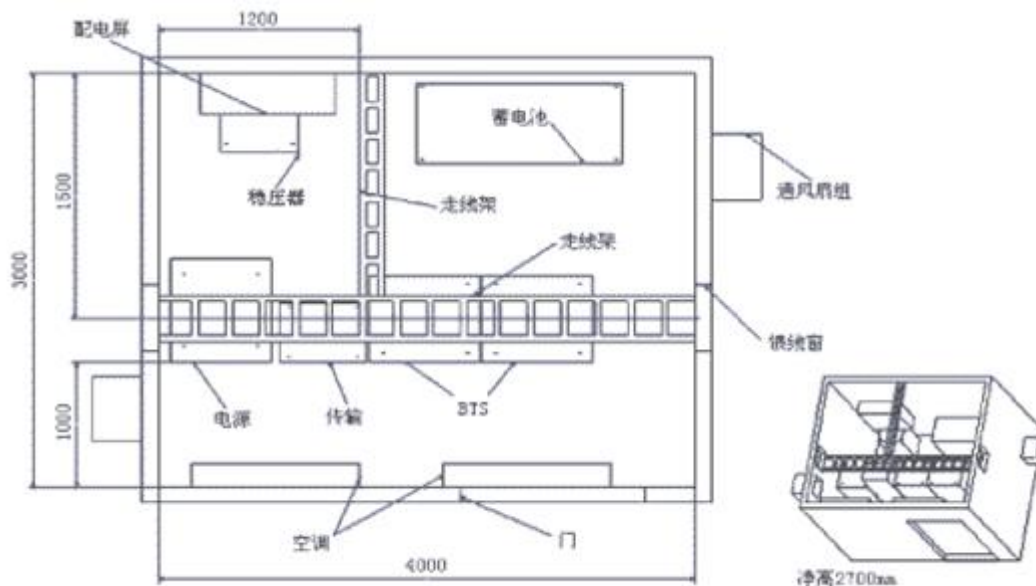 1200
配电屏
蓄电池
通风扇组
稳压器
走线架
1500
走线架
3000
馈线窗
1000
电源
传输
BTS
空调
门
4000
净高2700mm